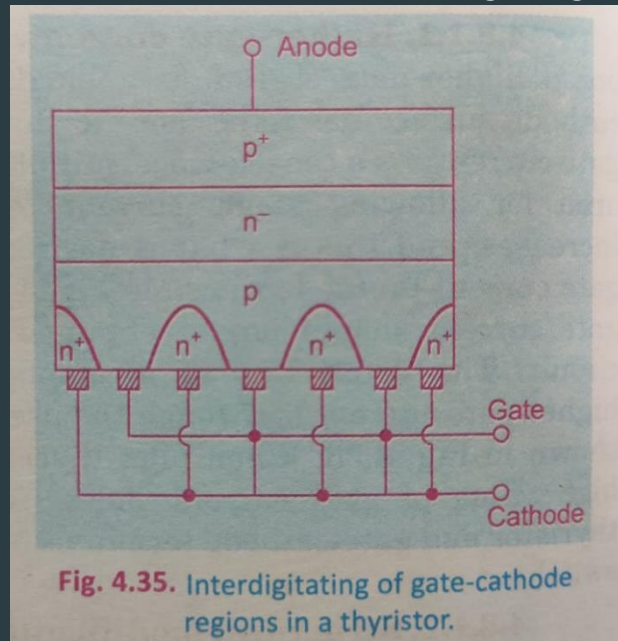 Anode
p+
n−
p
n+ n+ n+ n+
Gate
Cathode
Fig. 4.35. Interdigitating of gate-cathode
regions in a thyristor.